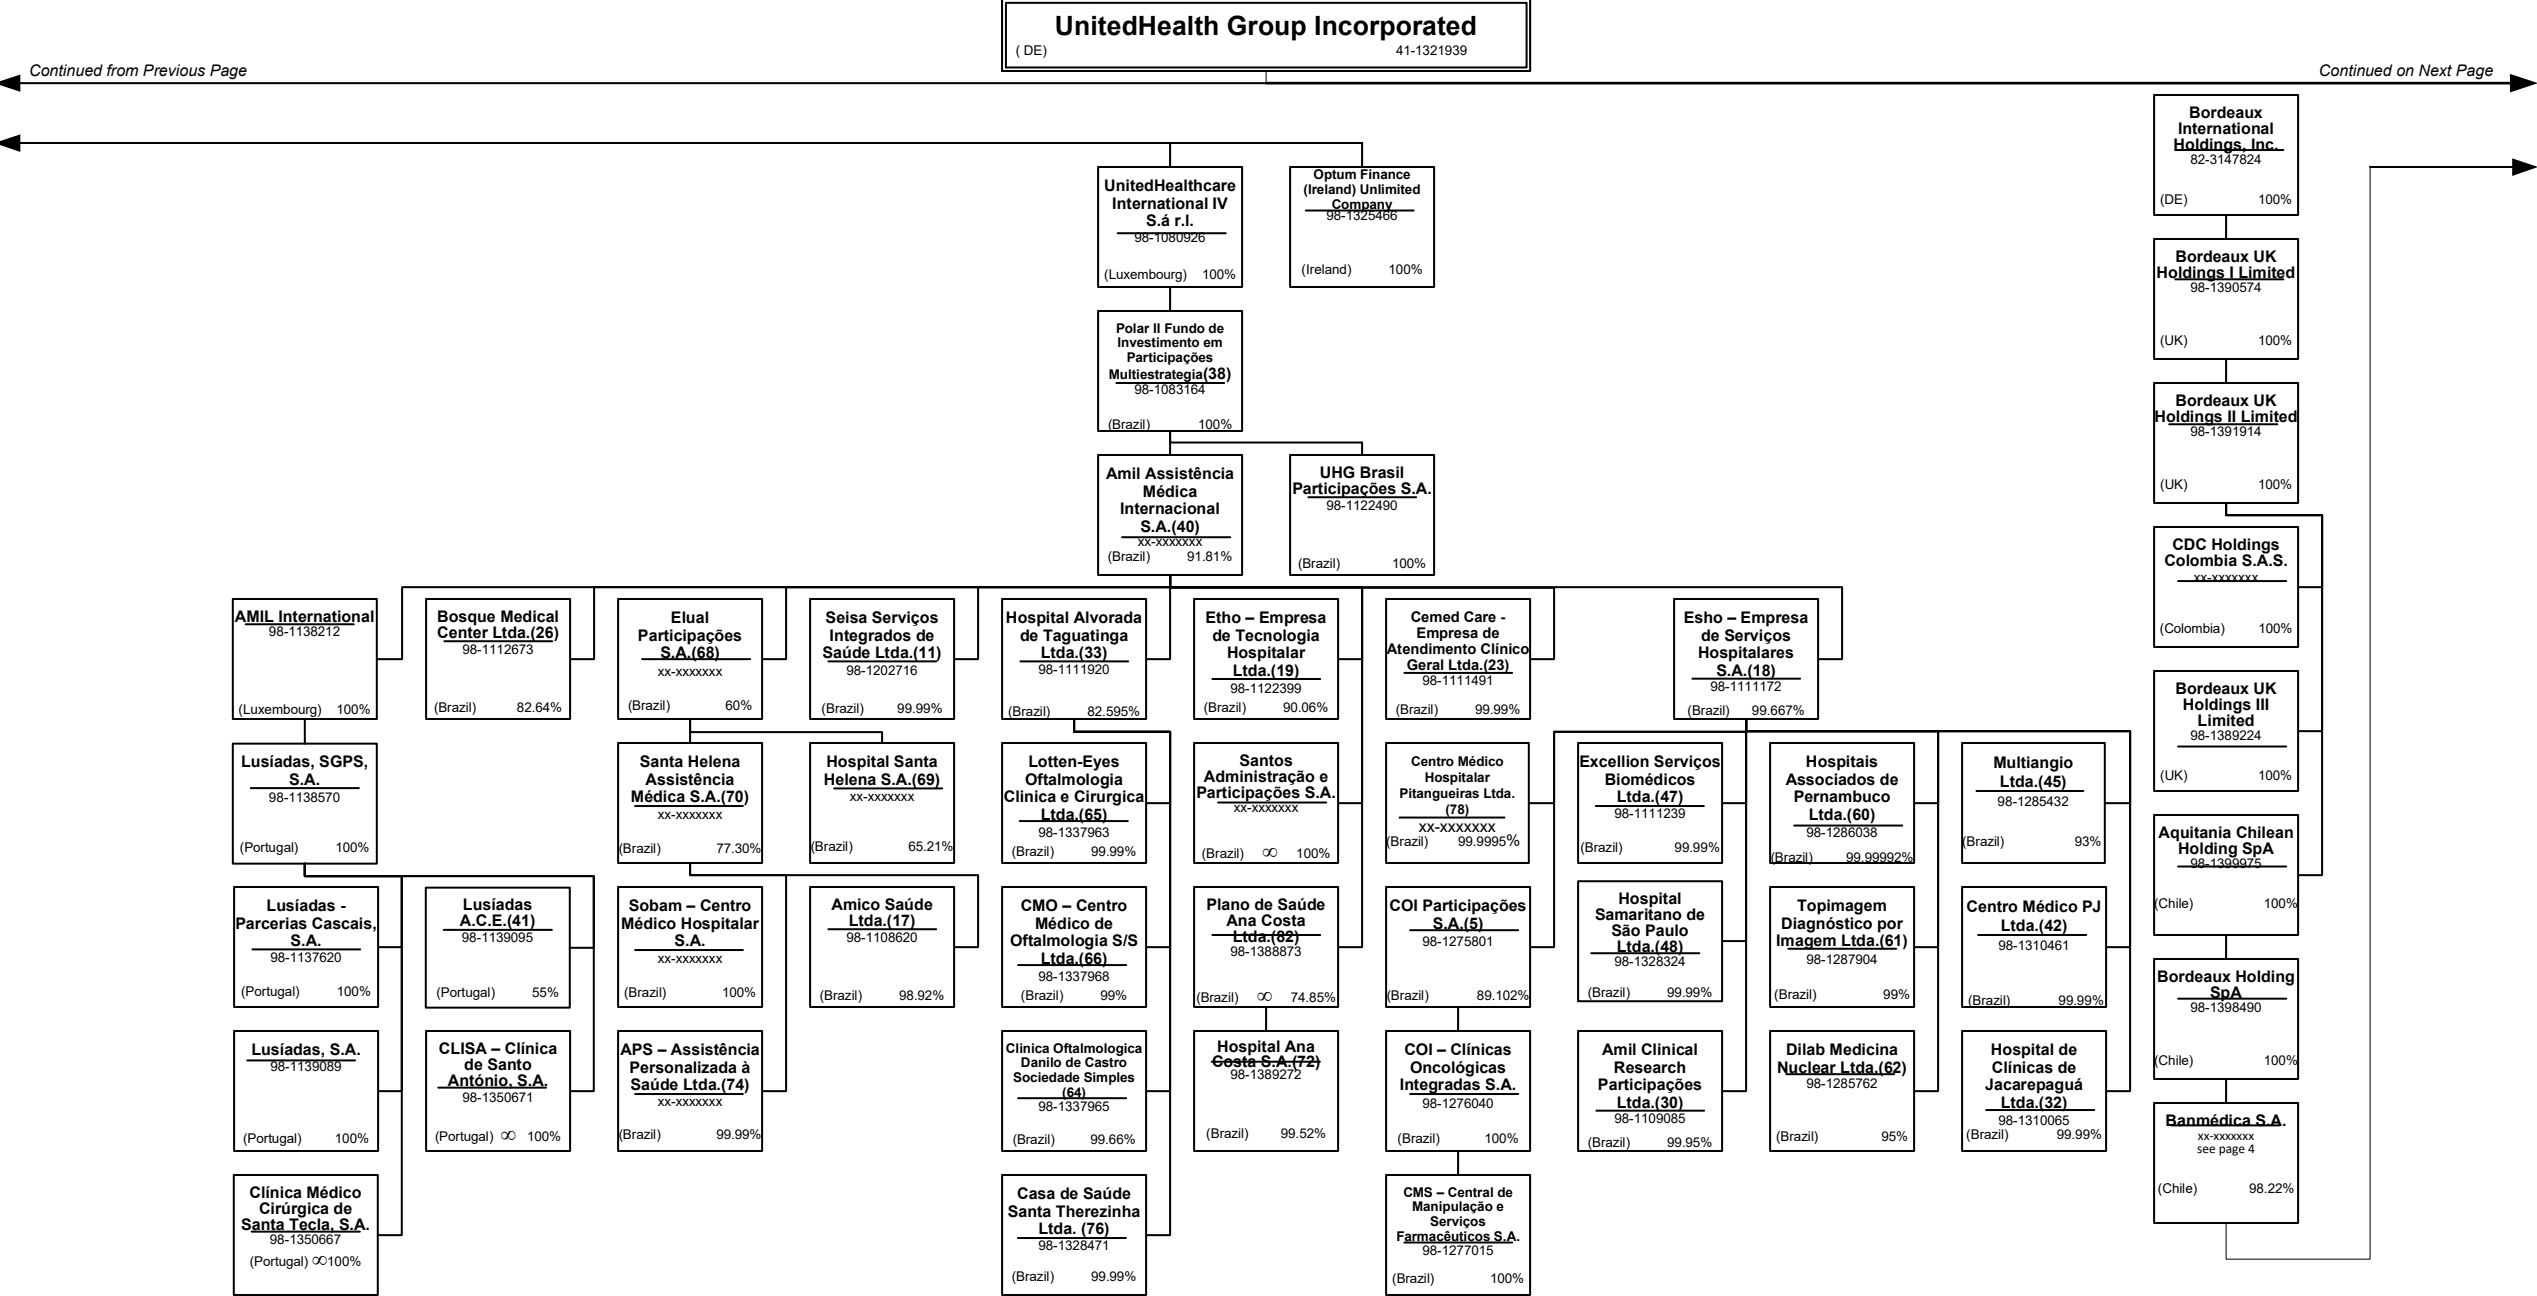 UnitedHealth Group Incorporated
( DE) 41-1321939
Continued from Previous Page
Continued on Next Page
Bordeaux
International
Holdings, Inc.
82-3147824
(DE) 100%
UnitedHealthcare
International IV
S.á r.l.
98-1080926
(Luxembourg) 100%
Optum Finance
(Ireland) Unlimited
Company
98-1325466
(Ireland) 100%
Bordeaux UK
Holdings I Limited
98-1390574
(UK) 100%
Polar II Fundo de
Investimento em
Participações
Multiestrategia(38)
98-1083164
(Brazil) 100%
Bordeaux UK
Holdings II Limited
98-1391914
(UK) 100%
Amil Assistência
Médica
Internacional
S.A.(40)
xx-xxxxxxx
(Brazil) 91.81%
UHG Brasil
Participações S.A.
98-1122490
(Brazil) 100%
CDC Holdings
Colombia S.A.S.
xx-xxxxxxx
(Colombia) 100%
AMIL International
98-1138212
(Luxembourg) 100%
Bosque Medical
Center Ltda.(26)
98-1112673
(Brazil) 82.64%
Elual
Participações
S.A.(68)
xx-xxxxxxx
(Brazil) 60%
Seisa Serviços
Integrados de
Saúde Ltda.(11)
98-1202716
(Brazil) 99.99%
Hospital Alvorada
de Taguatinga
Ltda.(33)
98-1111920
(Brazil) 82.595%
Etho – Empresa
de Tecnologia
Hospitalar
Ltda.(19)
98-1122399
(Brazil) 90.06%
Cemed Care -
Empresa de
Atendimento Clínico
Geral Ltda.(23)
98-1111491
(Brazil) 99.99%
Esho – Empresa
de Serviços
Hospitalares
S.A.(18)
98-1111172
(Brazil) 99.667%
Bordeaux UK
Holdings III
Limited
98-1389224
(UK) 100%
Lusíadas, SGPS,
S.A.
98-1138570
(Portugal) 100%
Santa Helena
Assistência
Médica S.A.(70)
xx-xxxxxxx
(Brazil) 77.30%
Hospital Santa
Helena S.A.(69)
xx-xxxxxxx
(Brazil) 65.21%
Lotten-Eyes
Oftalmologia
Clinica e Cirurgica
Ltda.(65)
98-1337963
(Brazil) 99.99%
Santos
Administração e
Participações S.A.
xx-xxxxxxx
(Brazil) ∞ 100%
Centro Médico
Hospitalar
Pitangueiras Ltda.
(78)
xx-xxxxxxx
(Brazil) 99.9995%
Excellion Serviços
Biomédicos
Ltda.(47)
98-1111239
(Brazil) 99.99%
Hospitais
Associados de
Pernambuco
Ltda.(60)
98-1286038
(Brazil) 99.99992%
Multiangio
Ltda.(45)
98-1285432
(Brazil) 93%
Aquitania Chilean
Holding SpA
98-1399975
(Chile) 100%
Lusíadas -
Parcerias Cascais,
S.A.
98-1137620
(Portugal) 100%
Lusíadas
A.C.E.(41)
98-1139095
(Portugal) 55%
Sobam – Centro
Médico Hospitalar
S.A.
xx-xxxxxxx
(Brazil) 100%
Amico Saúde
Ltda.(17)
98-1108620
(Brazil) 98.92%
CMO – Centro
Médico de
Oftalmologia S/S
Ltda.(66)
98-1337968
(Brazil) 99%
Plano de Saúde
Ana Costa
Ltda.(82)
98-1388873
(Brazil) ∞ 74.85%
COI Participações
S.A.(5)
98-1275801
(Brazil) 89.102%
Hospital
Samaritano de
São Paulo
Ltda.(48)
98-1328324
(Brazil) 99.99%
Topimagem
Diagnóstico por
Imagem Ltda.(61)
98-1287904
(Brazil) 99%
Centro Médico PJ
Ltda.(42)
98-1310461
(Brazil) 99.99%
Bordeaux Holding
SpA
98-1398490
(Chile) 100%
Lusíadas, S.A.
98-1139089
(Portugal) 100%
CLISA – Clínica
de Santo
António, S.A.
98-1350671
(Portugal) ∞ 100%
APS – Assistência
Personalizada à
Saúde Ltda.(74)
xx-xxxxxxx
(Brazil) 99.99%
Clinica Oftalmologica
Danilo de Castro
Sociedade Simples
(64)
98-1337965
(Brazil) 99.66%
Hospital Ana
Costa S.A.(72)
98-1389272
(Brazil) 99.52%
COI – Clínicas
Oncológicas
Integradas S.A.
98-1276040
(Brazil) 100%
Amil Clinical
Research
Participações
Ltda.(30)
98-1109085
(Brazil) 99.95%
Dilab Medicina
Nuclear Ltda.(62)
98-1285762
(Brazil) 95%
Hospital de
Clínicas de
Jacarepaguá
Ltda.(32)
98-1310065
(Brazil) 99.99%
Banmédica S.A.
xx-xxxxxxx
see page 4
(Chile) 98.22%
Clínica Médico
Cirúrgica de
Santa Tecla, S.A.
98-1350667
(Portugal) ∞100%
Casa de Saúde
Santa Therezinha
Ltda. (76)
98-1328471
(Brazil) 99.99%
CMS – Central de
Manipulação e
Serviços
Farmacêuticos S.A.
98-1277015
(Brazil) 100%